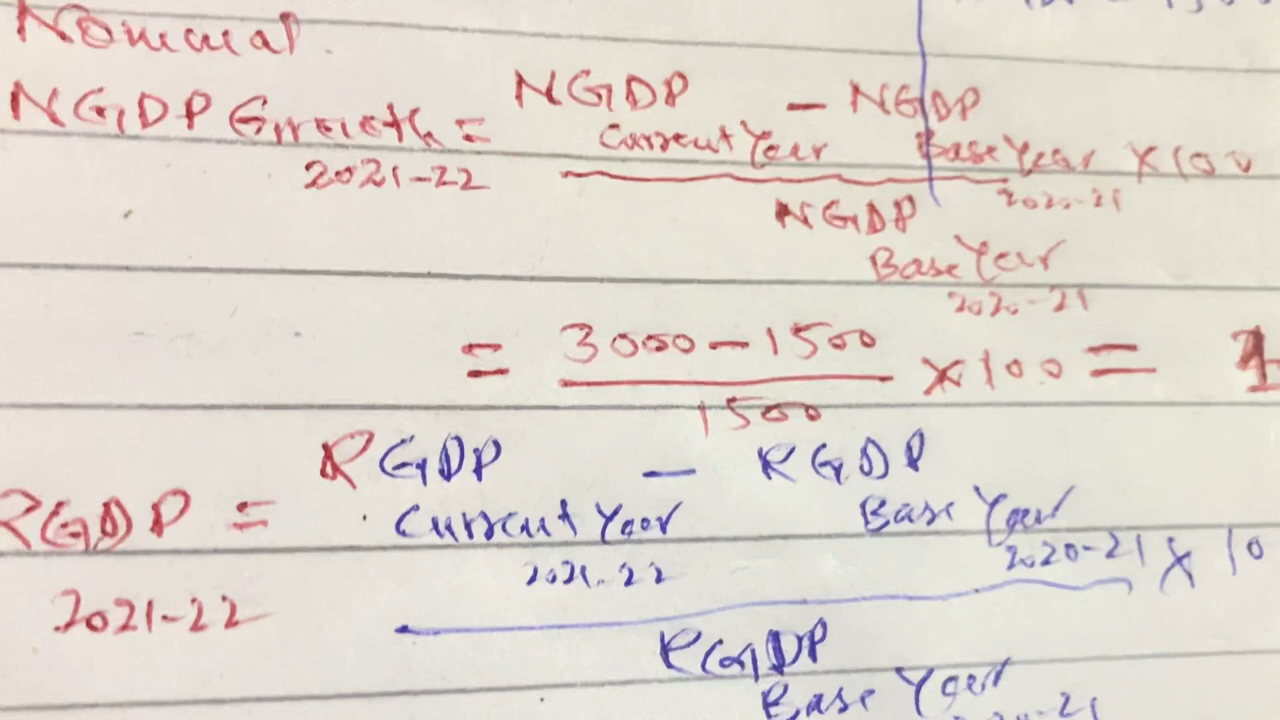 Nominal.
NGDP Growth = NGDP - NGDP
Current Year Base Year × 100
2021-22 2020-21
NGDP
Base Year
2020-21
= 3000 - 1500 × 100 =
1500
RGDP - RGDP
RGDP = Current Year Base Year
2021-22 2020-21 × 10
2021-22
RGDP
Base Year